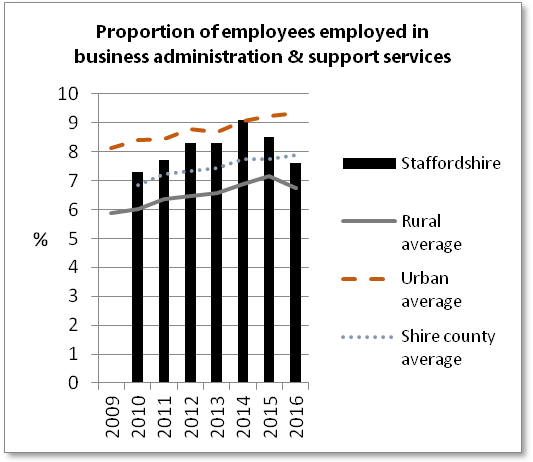 Proportion of employees employed in
business administration & support services
10
9
8
7
6
5
4
3
2
1
0
%
2009
2010
2011
2012
2013
2014
2015
2016
Staffordshire
Rural
average
Urban
average
Shire county
average